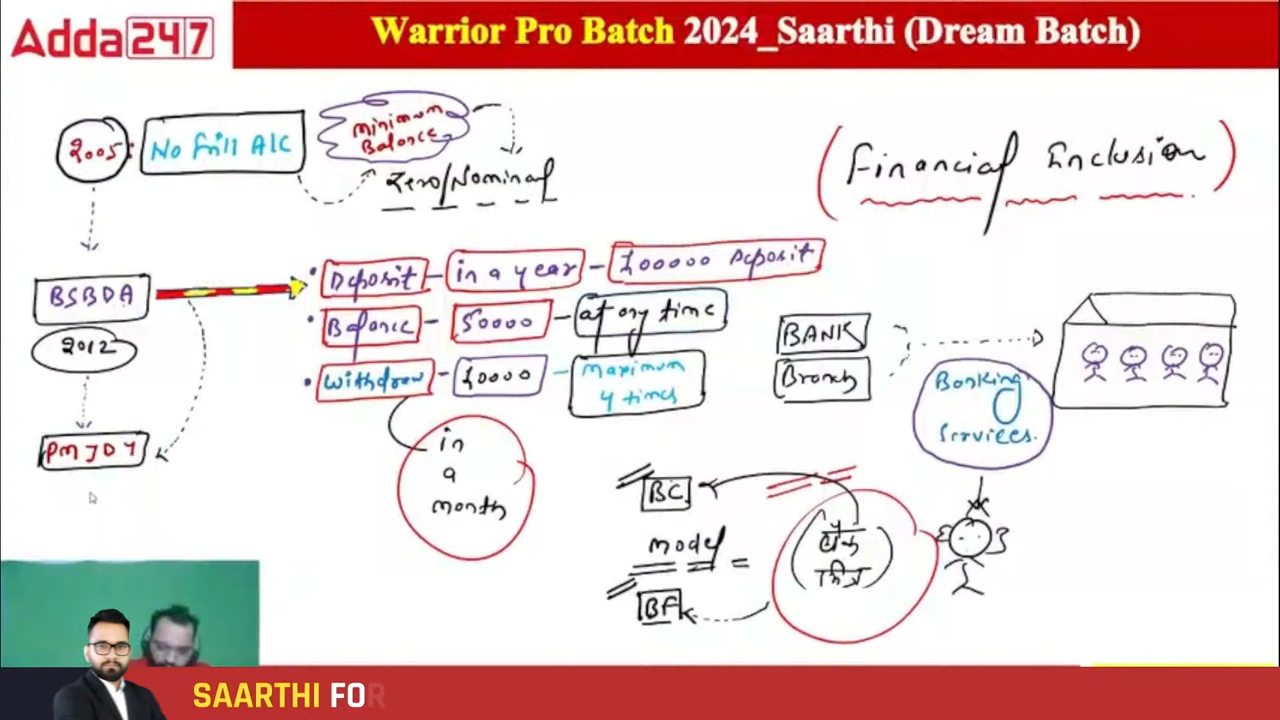 Adda247
Warrior Pro Batch 2024_Saarthi (Dream Batch)
2005:
No Frill A/C
Minimum
Balance
Zero/Nominal
(Financial Inclusion)
BSBDA
2012
PMJDY
• Deposit – in a year – 100000 Deposit
• Balance – 50000 – at any time
• Withdraw – 10000 – Maximum
4 times
in
a
month
BANK
Branch
Banking
Services.
BC
model =
BF
बैंक
मित्र
SAARTHI FOR